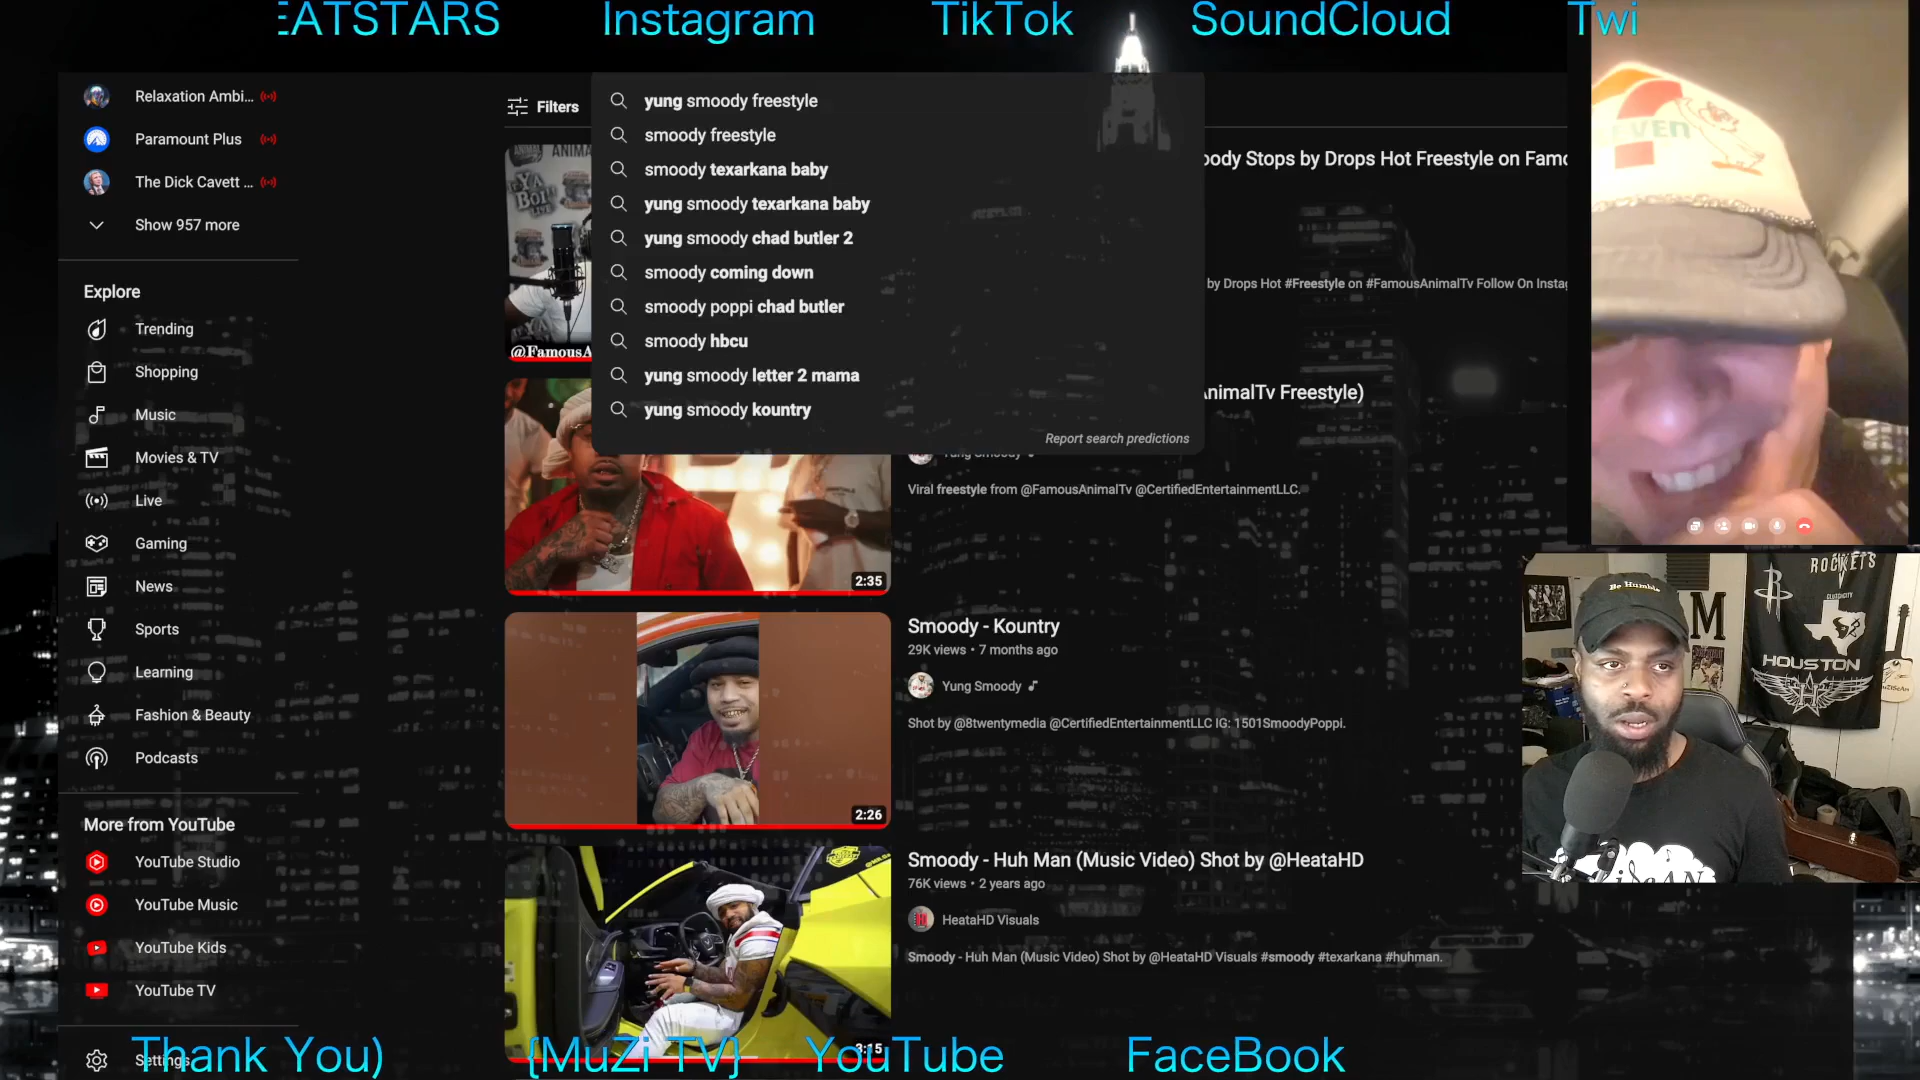 EATSTARS Instagram TikTok SoundCloud Twi
Relaxation Ambi...
Paramount Plus
The Dick Cavett ...
Show 957 more
Explore
Trending
Shopping
Music
Movies & TV
Live
Gaming
News
Sports
Learning
Fashion & Beauty
Podcasts
More from YouTube
YouTube Studio
YouTube Music
YouTube Kids
YouTube TV
Settings
Filters
yung smoody freestyle
smoody freestyle
smoody texarkana baby
yung smoody texarkana baby
yung smoody chad butler 2
smoody coming down
smoody poppi chad butler
smoody hbcu
yung smoody letter 2 mama
yung smoody kountry
Report search predictions
oody Stops by Drops Hot Freestyle on Famo
by Drops Hot #Freestyle on #FamousAnimalTv Follow On Instag
@FamousA
AnimalTv Freestyle)
Yung Smoody
Viral freestyle from @FamousAnimalTv @CertifiedEntertainmentLLC.
2:35
Smoody - Kountry
29K views • 7 months ago
Yung Smoody
Shot by @8twentymedia @CertifiedEntertainmentLLC IG: 1501SmoodyPoppi.
2:26
Smoody - Huh Man (Music Video) Shot by @HeataHD
76K views • 2 years ago
HeataHD Visuals
Smoody - Huh Man (Music Video) Shot by @HeataHD Visuals #smoody #texarkana #huhman.
3:15
ROCKETS
HOUSTON
M
Be Humble
Thank You) {MuZi TV} YouTube FaceBook